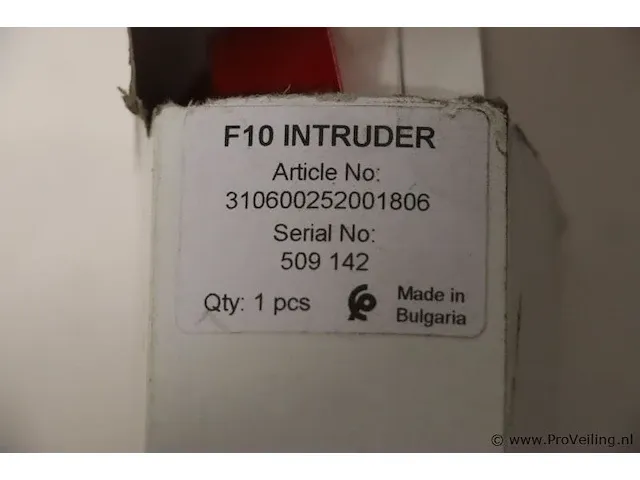 F10 INTRUDER
Article No:
310600252001806
Serial No:
509 142
Qty: 1 pcs
Made in
Bulgaria
© www.ProVeiling.nl